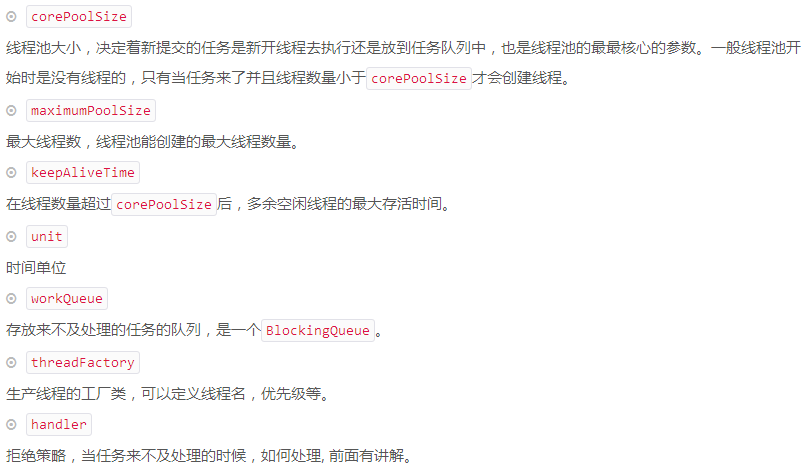 corePoolSize
线程池大小，决定着新提交的任务是新开线程去执行还是放到任务队列中，也是线程池的最最核心的参数。一般线程池开
始时是没有线程的，只有当任务来了并且线程数量小于corePoolSize才会创建线程。
maximumPoolSize
最大线程数，线程池能创建的最大线程数量。
keepAliveTime
在线程数量超过corePoolSize后，多余空闲线程的最大存活时间。
unit
时间单位
workQueue
存放来不及处理的任务的队列，是一个BlockingQueue。
threadFactory
生产线程的工厂类，可以定义线程名，优先级等。
handler
拒绝策略，当任务来不及处理的时候，如何处理, 前面有讲解。